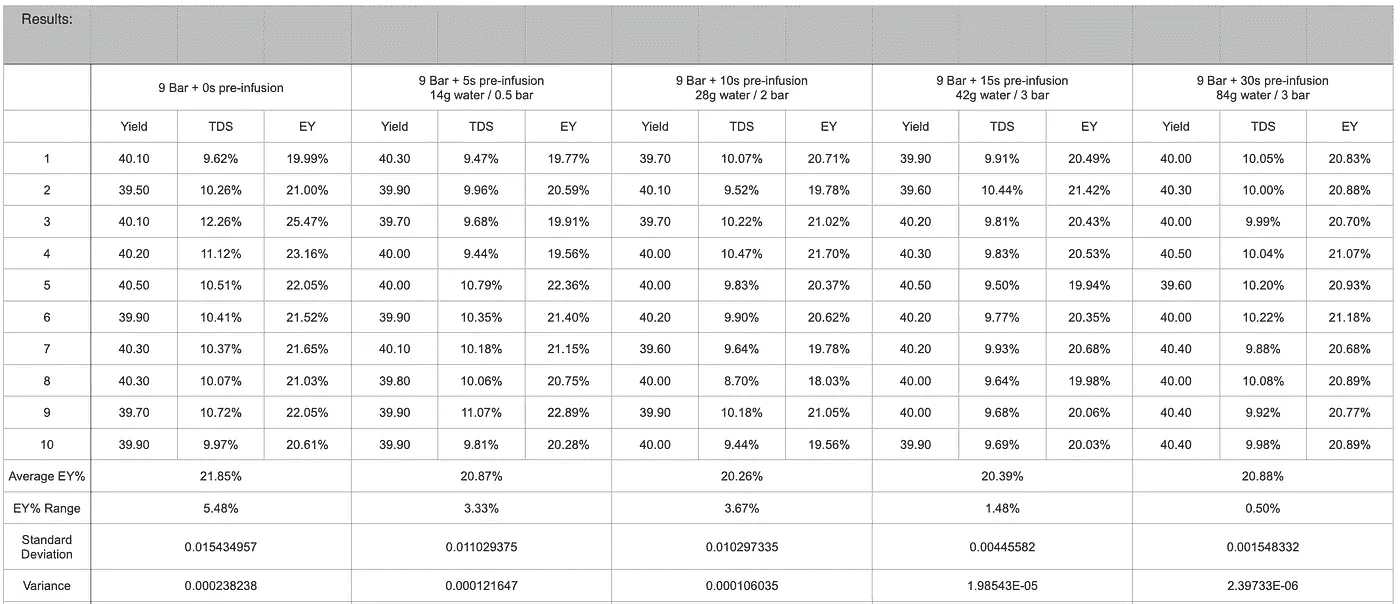 Results:
9 Bar + 0s pre-infusion 9 Bar + 5s pre-infusion 9 Bar + 10s pre-infusion 9 Bar + 15s pre-infusion 9 Bar + 30s pre-infusion
14g water / 0.5 bar 28g water / 2 bar 42g water / 3 bar 84g water / 3 bar
Yield TDS EY Yield TDS EY Yield TDS EY Yield TDS EY Yield TDS EY
1 40.10 9.62% 19.99% 40.30 9.47% 19.77% 39.70 10.07% 20.71% 39.90 9.91% 20.49% 40.00 10.05% 20.83%
2 39.50 10.26% 21.00% 39.90 9.96% 20.59% 40.10 9.52% 19.78% 39.60 10.44% 21.42% 40.30 10.00% 20.88%
3 40.10 12.26% 25.47% 39.70 9.68% 19.91% 39.70 10.22% 21.02% 40.20 9.81% 20.43% 40.00 9.99% 20.70%
4 40.20 11.12% 23.16% 40.00 9.44% 19.56% 40.00 10.47% 21.70% 40.30 9.83% 20.53% 40.50 10.04% 21.07%
5 40.50 10.51% 22.05% 40.00 10.79% 22.36% 40.00 9.83% 20.37% 40.50 9.50% 19.94% 39.60 10.20% 20.93%
6 39.90 10.41% 21.52% 39.90 10.35% 21.40% 40.20 9.90% 20.62% 40.20 9.77% 20.35% 40.00 10.22% 21.18%
7 40.30 10.37% 21.65% 40.10 10.18% 21.15% 39.60 9.64% 19.78% 40.20 9.93% 20.68% 40.40 9.88% 20.68%
8 40.30 10.07% 21.03% 39.80 10.06% 20.75% 40.00 8.70% 18.03% 40.00 9.64% 19.98% 40.00 10.08% 20.89%
9 39.70 10.72% 22.05% 39.90 11.07% 22.89% 39.90 10.18% 21.05% 40.00 9.68% 20.06% 40.40 9.92% 20.77%
10 39.90 9.97% 20.61% 39.90 9.81% 20.28% 40.00 9.44% 19.56% 39.90 9.69% 20.03% 40.40 9.98% 20.89%
Average EY% 21.85% 20.87% 20.26% 20.39% 20.88%
EY% Range 5.48% 3.33% 3.67% 1.48% 0.50%
Standard
Deviation 0.015434957 0.011029375 0.010297335 0.00445582 0.001548332
Variance 0.000238238 0.000121647 0.000106035 1.98543E-05 2.39733E-06